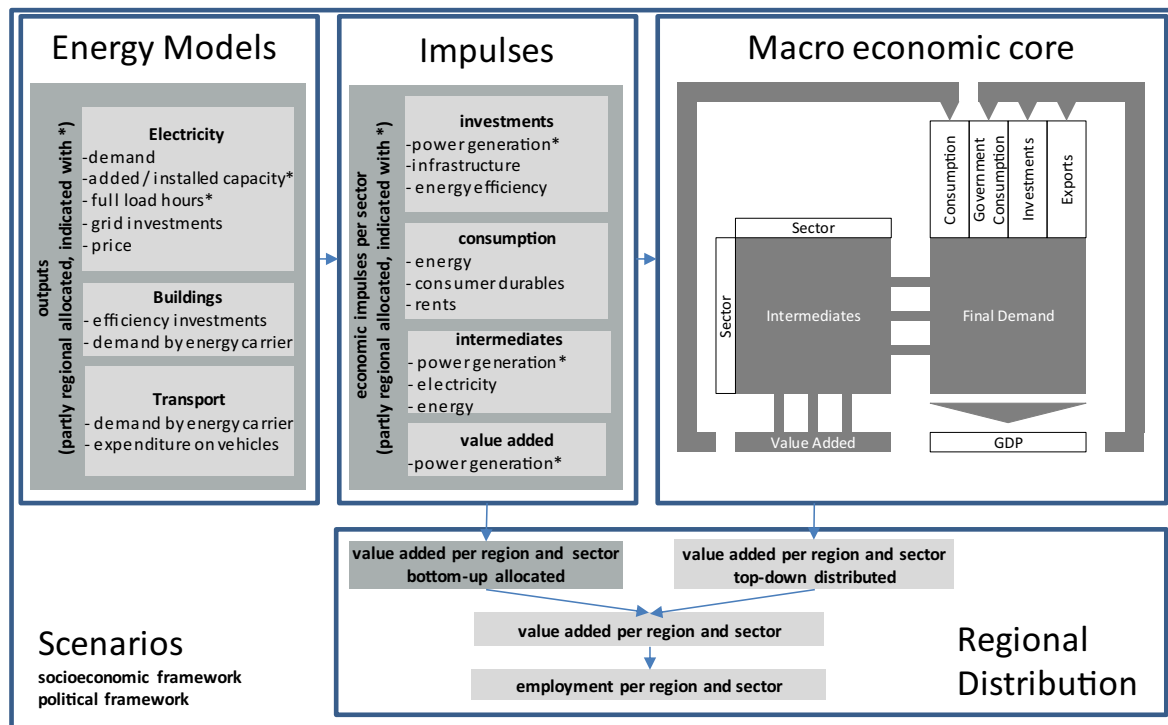 Energy Models
outputs
(partly regional allocated, indicated with *)
Electricity
-demand
-added / installed capacity*
- full load hours*
- grid investments
- price
Buildings
- efficiency investments
- demand by energy carrier
Transport
- demand by energy carrier
- expenditure on vehicles
Impulses
economic impulses per sector
(partly regional allocated, indicated with *)
investments
-power generation*
-infrastructure
- energy efficiency
consumption
- energy
- consumer durables
- rents
intermediates
- power generation*
- electricity
- energy
value added
-power generation*
Macro economic core
Consumption
Government
Consumption
Investments
Exports
Sector
Sector
Intermediates
Final Demand
Value Added
GDP
value added per region and sector
bottom-up allocated
value added per region and sector
top-down distributed
value added per region and sector
employment per region and sector
Scenarios
socioeconomic framework
political framework
Regional
Distribution